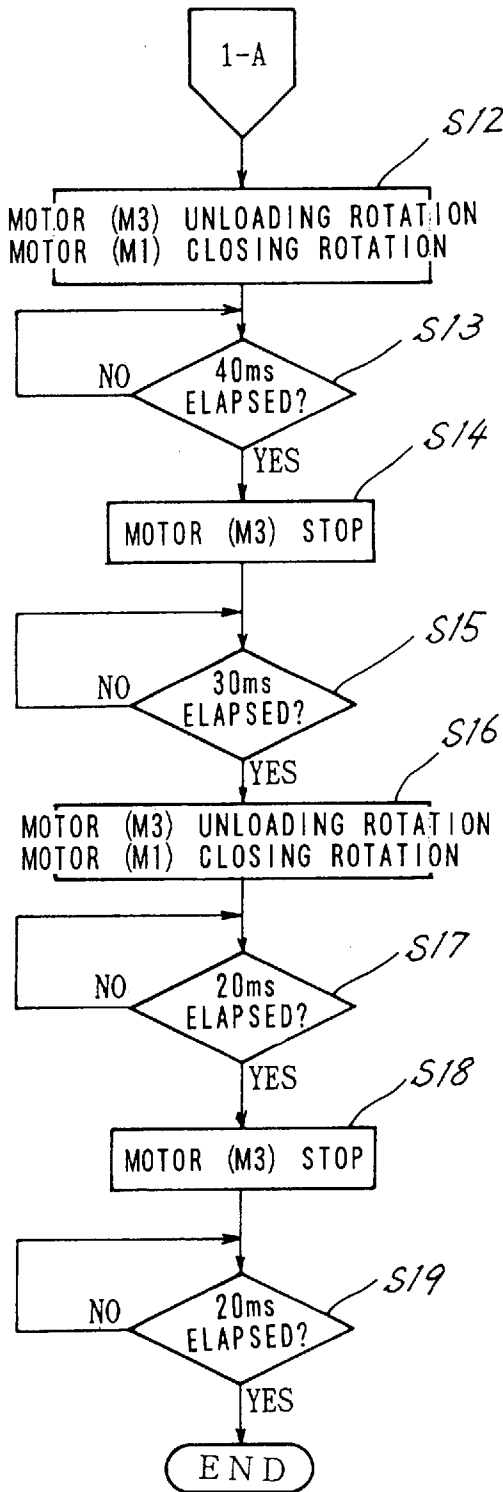 1-A
S12
MOTOR (M3) UNLOADING ROTATION
MOTOR (M1) CLOSING ROTATION
S13
NO
40ms
ELAPSED?
YES
S14
MOTOR (M3) STOP
S15
NO
30ms
ELAPSED?
YES
S16
MOTOR (M3) UNLOADING ROTATION
MOTOR (M1) CLOSING ROTATION
S17
NO
20ms
ELAPSED?
YES
S18
MOTOR (M3) STOP
S19
NO
20ms
ELAPSED?
YES
END